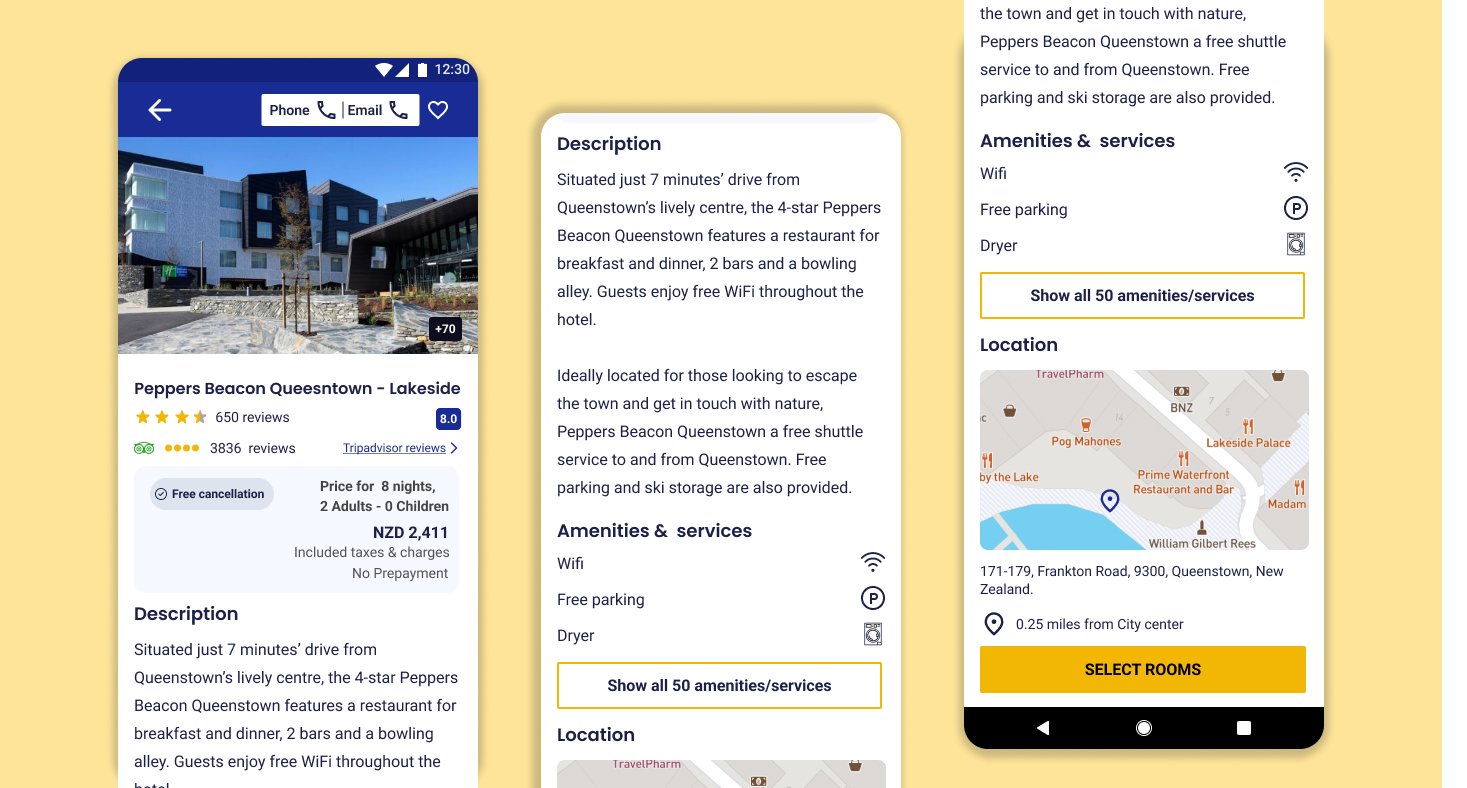 12:30
Phone | Email
+70
Peppers Beacon Queesntown - Lakeside
650 reviews
8.0
3836 reviews
Tripadvisor reviews
Free cancellation
Price for 8 nights,
2 Adults - 0 Children
NZD 2,411
Included taxes & charges
No Prepayment
Description
Situated just 7 minutes’ drive from
Queenstown’s lively centre, the 4-star Peppers
Beacon Queenstown features a restaurant for
breakfast and dinner, 2 bars and a bowling
alley. Guests enjoy free WiFi throughout the
hotel.
Description
Situated just 7 minutes’ drive from
Queenstown’s lively centre, the 4-star Peppers
Beacon Queenstown features a restaurant for
breakfast and dinner, 2 bars and a bowling
alley. Guests enjoy free WiFi throughout the
hotel.
Ideally located for those looking to escape
the town and get in touch with nature,
Peppers Beacon Queenstown a free shuttle
service to and from Queenstown. Free
parking and ski storage are also provided.
Amenities & services
Wifi
Free parking
P
Dryer
Show all 50 amenities/services
Location
TravelPharm
the town and get in touch with nature,
Peppers Beacon Queenstown a free shuttle
service to and from Queenstown. Free
parking and ski storage are also provided.
Amenities & services
Wifi
Free parking
P
Dryer
Show all 50 amenities/services
Location
TravelPharm
BNZ
7
5
14
c
Pog Mahones
Lakeside Palace
by the Lake
Prime Waterfront
Restaurant and Bar
Madam
William Gilbert Rees
171-179, Frankton Road, 9300, Queenstown, New
Zealand.
0.25 miles from City center
SELECT ROOMS